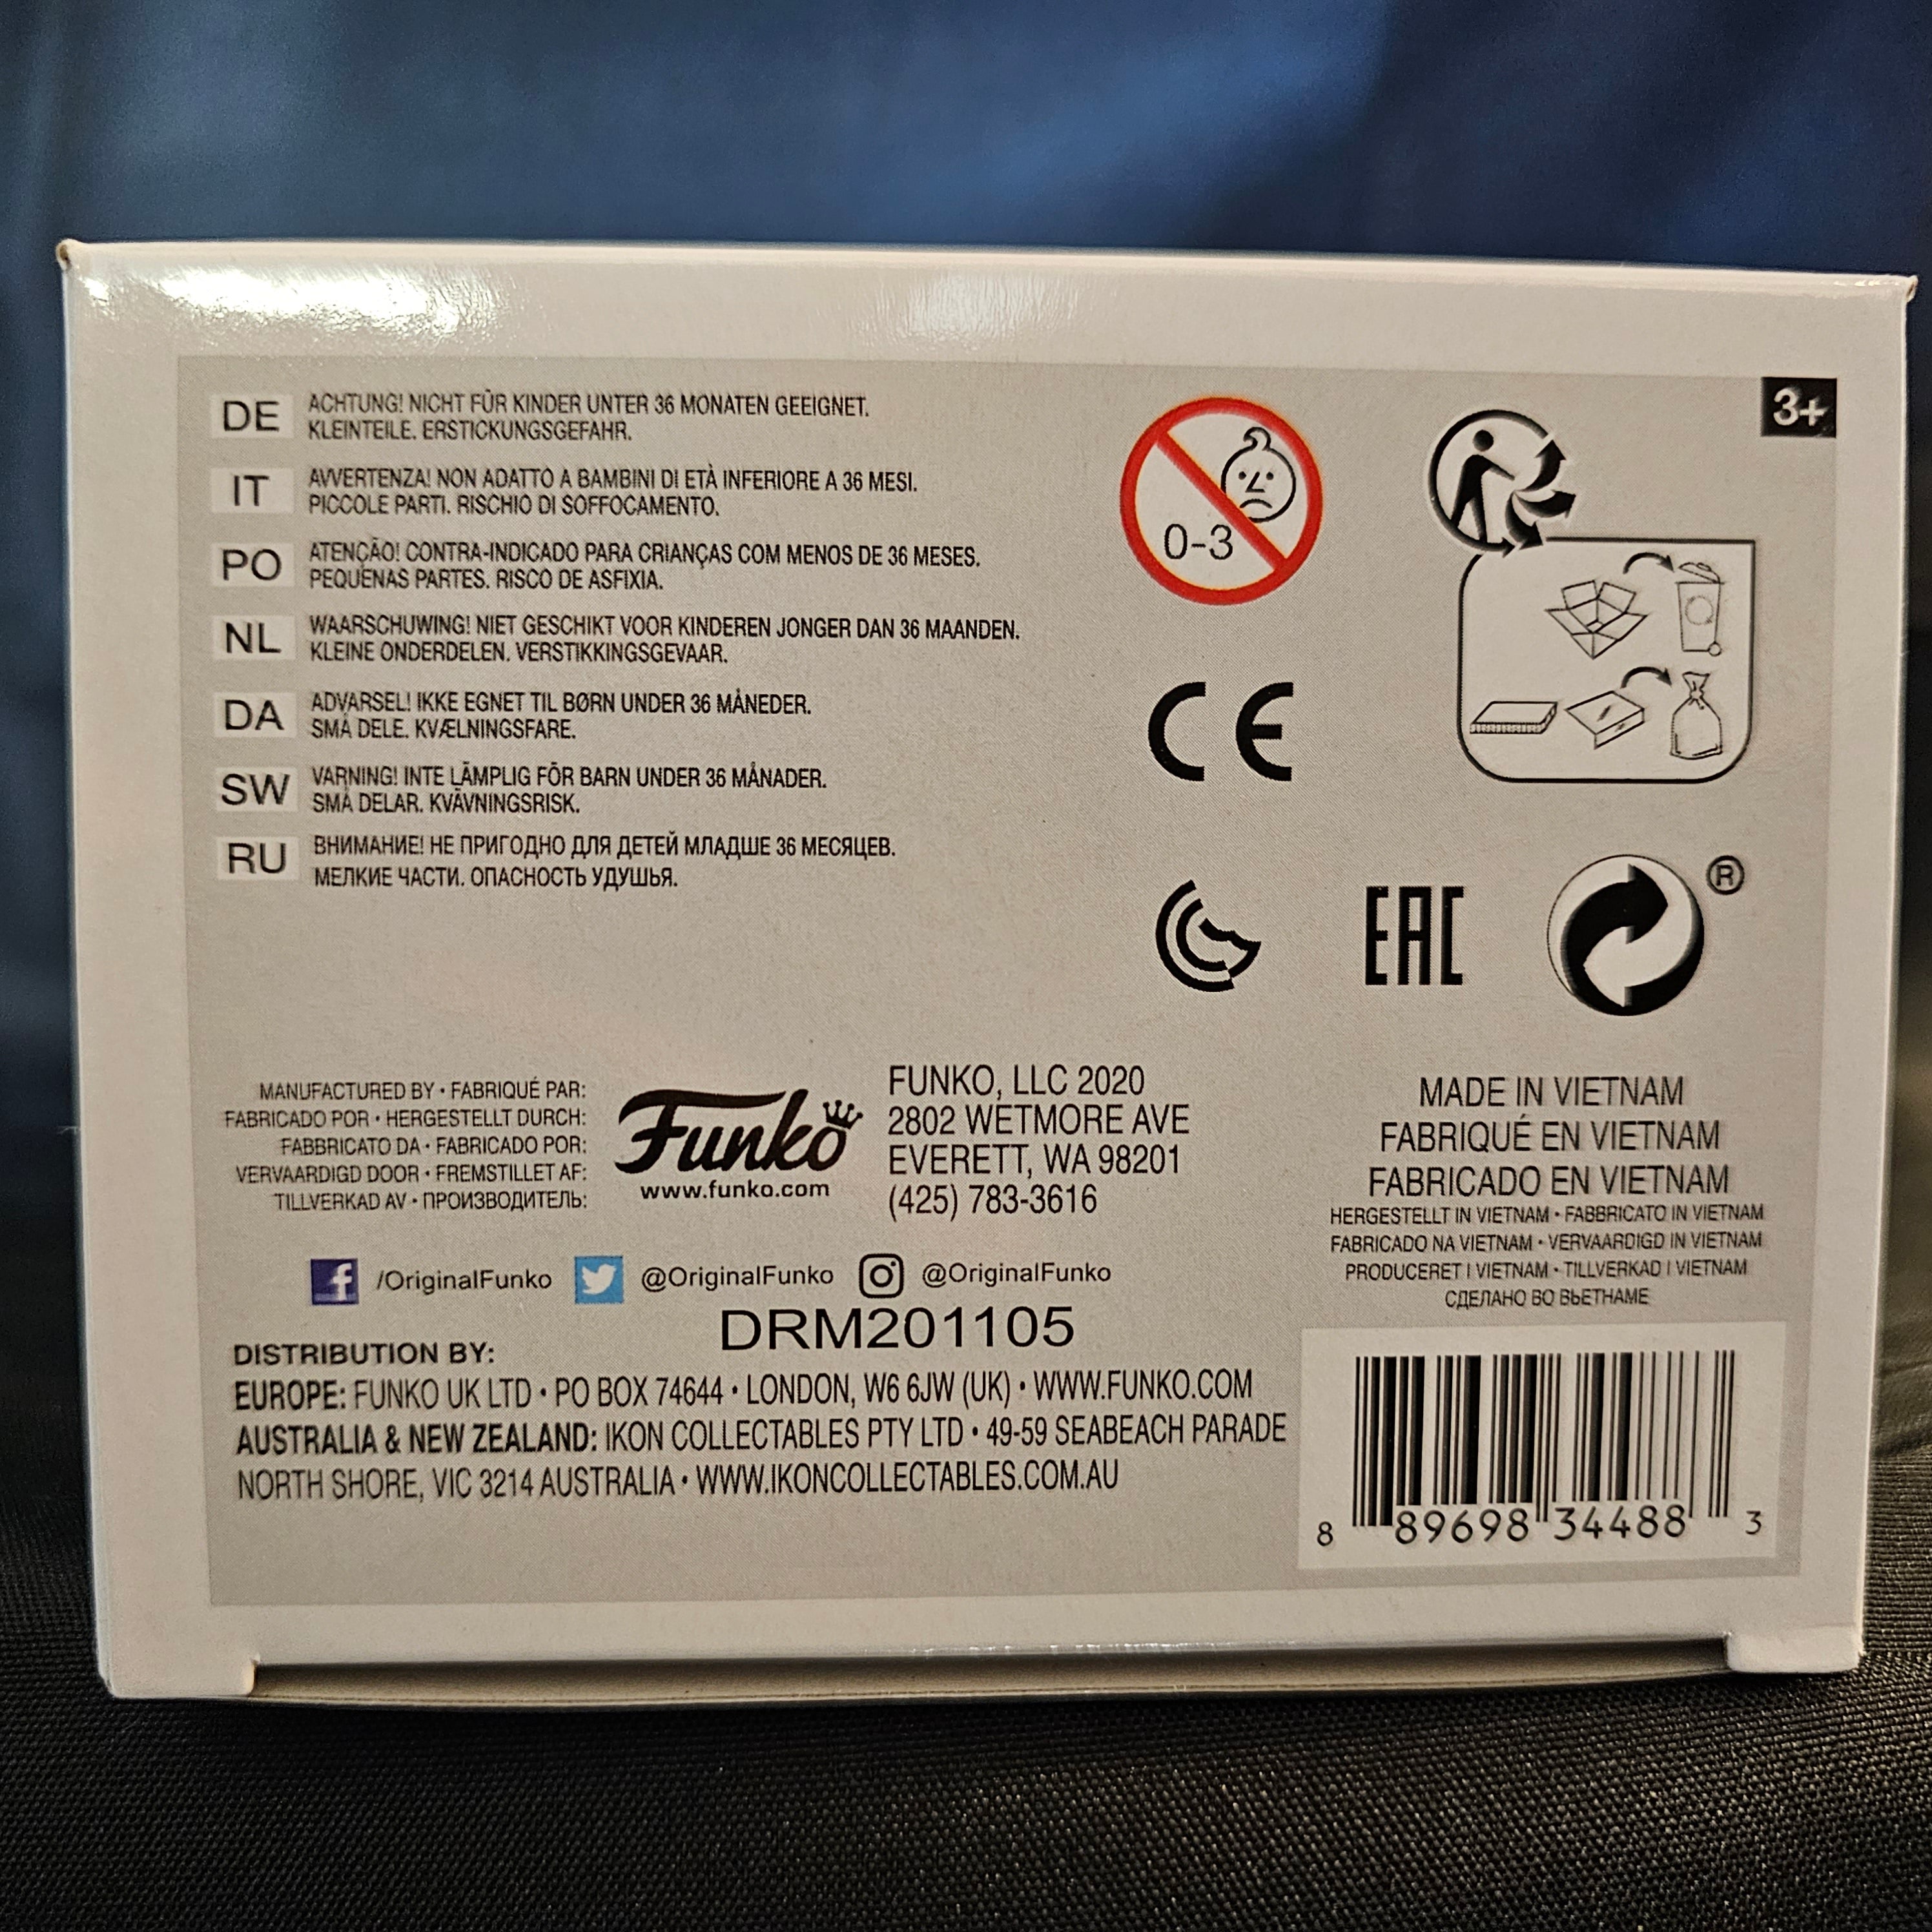 3+
DE
ACHTUNG! NICHT FÜR KINDER UNTER 36 MONATEN GEEIGNET.
KLEINTEILE. ERSTICKUNGSGEFAHR.
IT
AVVERTENZA! NON ADATTO A BAMBINI DI ETÀ INFERIORE A 36 MESI.
PICCOLE PARTI. RISCHIO DI SOFFOCAMENTO.
PO
ATENÇÃO! CONTRA-INDICADO PARA CRIANÇAS COM MENOS DE 36 MESES.
PEQUENAS PARTES. RISCO DE ASFIXIA.
NL
WAARSCHUWING! NIET GESCHIKT VOOR KINDEREN JONGER DAN 36 MAANDEN.
KLEINE ONDERDELEN. VERSTIKKINGSGEVAAR.
DA
ADVARSEL! IKKE EGNET TIL BØRN UNDER 36 MÅNEDER.
SMÅ DELE. KVÆLNINGSFARE.
SW
VARNING! INTE LÄMPLIG FÖR BARN UNDER 36 MÅNADER.
SMÅ DELAR. KVÄVNINGSRISK.
RU
ВНИМАНИЕ! НЕ ПРИГОДНО ДЛЯ ДЕТЕЙ МЛАДШЕ 36 МЕСЯЦЕВ.
МЕЛКИЕ ЧАСТИ. ОПАСНОСТЬ УДУШЬЯ.
0-3
CE
EAC
®
MANUFACTURED BY • FABRIQUÉ PAR:
FABRICADO POR • HERGESTELLT DURCH:
FABBRICATO DA • FABRICADO POR:
VERVAARDIGD DOOR • FREMSTILLET AF:
TILLVERKAD AV • ПРОИЗВОДИТЕЛЬ:
Funko
www.funko.com
FUNKO, LLC 2020
2802 WETMORE AVE
EVERETT, WA 98201
(425) 783-3616
MADE IN VIETNAM
FABRIQUÉ EN VIETNAM
FABRICADO EN VIETNAM
HERGESTELLT IN VIETNAM • FABBRICATO IN VIETNAM
FABRICADO NA VIETNAM • VERVAARDIGD IN VIETNAM
PRODUCERET I VIETNAM • TILLVERKAD I VIETNAM
СДЕЛАНО ВО ВЬЕТНАМЕ
f /OriginalFunko @OriginalFunko @OriginalFunko
DRM201105
DISTRIBUTION BY:
EUROPE: FUNKO UK LTD • PO BOX 74644 • LONDON, W6 6JW (UK) • WWW.FUNKO.COM
AUSTRALIA & NEW ZEALAND: IKON COLLECTABLES PTY LTD • 49-59 SEABEACH PARADE
NORTH SHORE, VIC 3214 AUSTRALIA • WWW.IKONCOLLECTABLES.COM.AU
8 89698 34488 3